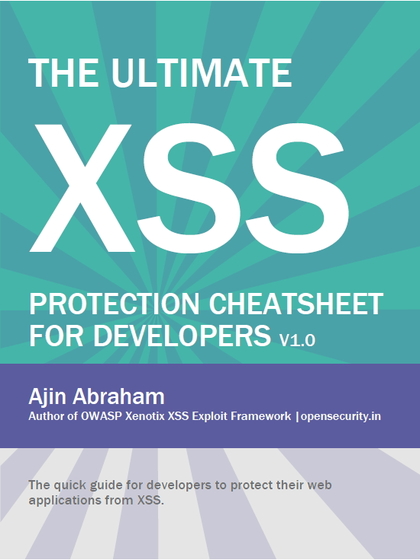 THE ULTIMATE
XSS
PROTECTION CHEATSHEET
FOR DEVELOPERS V1.0
Ajin Abraham
Author of OWASP Xenotix XSS Exploit Framework |opensecurity.in
The quick guide for developers to protect their web
applications from XSS.